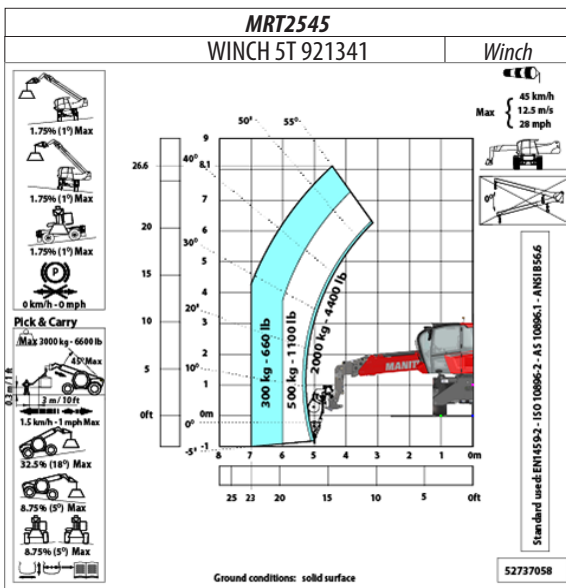 MRT2545
WINCH 5T 921341
Winch
Max
45 km/h
12.5 m/s
28 mph
0°
1.75% (1°) Max
1.75% (1°) Max
1.75% (1°) Max
P
0 km/h - 0 mph
Pick & Carry
Max 3000 kg - 6600 lb
45° Max
0.3 m / 1 ft
3 m / 10 ft
1.5 km/h - 1 mph Max
32.5% (18°) Max
8.75% (5°) Max
8.75% (5°) Max
26.6
20
15
10
5
0ft
9
8.1
7
6
5
4
3
2
1
0m
-1
55°
50°
40°
30°
20°
10°
0°
-5°
300 kg - 660 lb
500 kg - 1100 lb
2000 kg - 4400 lb
MANIT
8 7 6 5 4 3 2 1 0m
25 23 20 15 10 5 0ft
Standard used: EN1459-2 - ISO 10896-2 - AS 10896.1 - ANSI B56.6
Ground conditions: solid surface
52737058